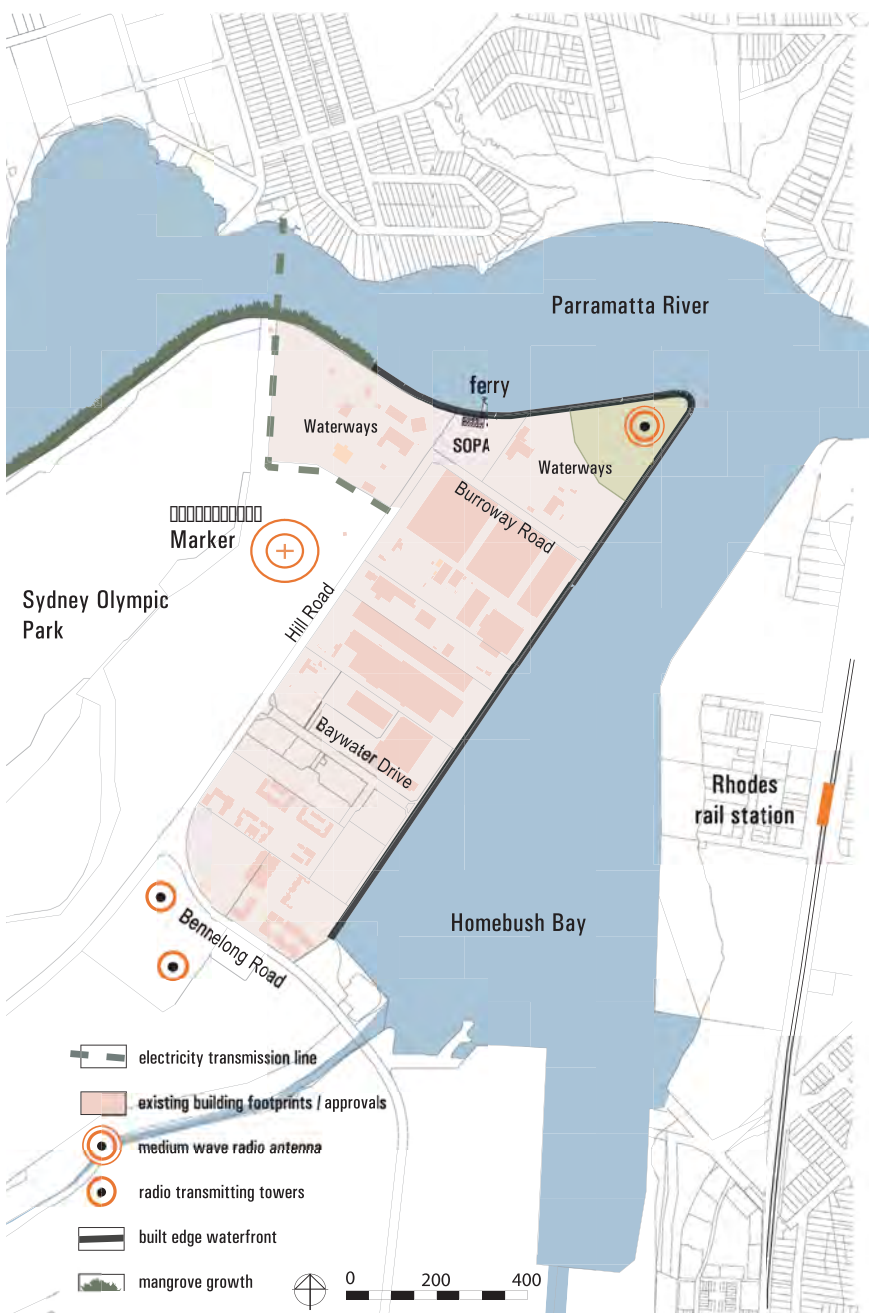 Parramatta River
ferry
Waterways
SOPA
Waterways
Burroway Road
Marker
Sydney Olympic
Park
Hill Road
Baywater Drive
Rhodes
rail station
Homebush Bay
Bennelong Road
electricity transmission line
existing building footprints / approvals
medium wave radio antenna
radio transmitting towers
built edge waterfront
mangrove growth
0 200 400